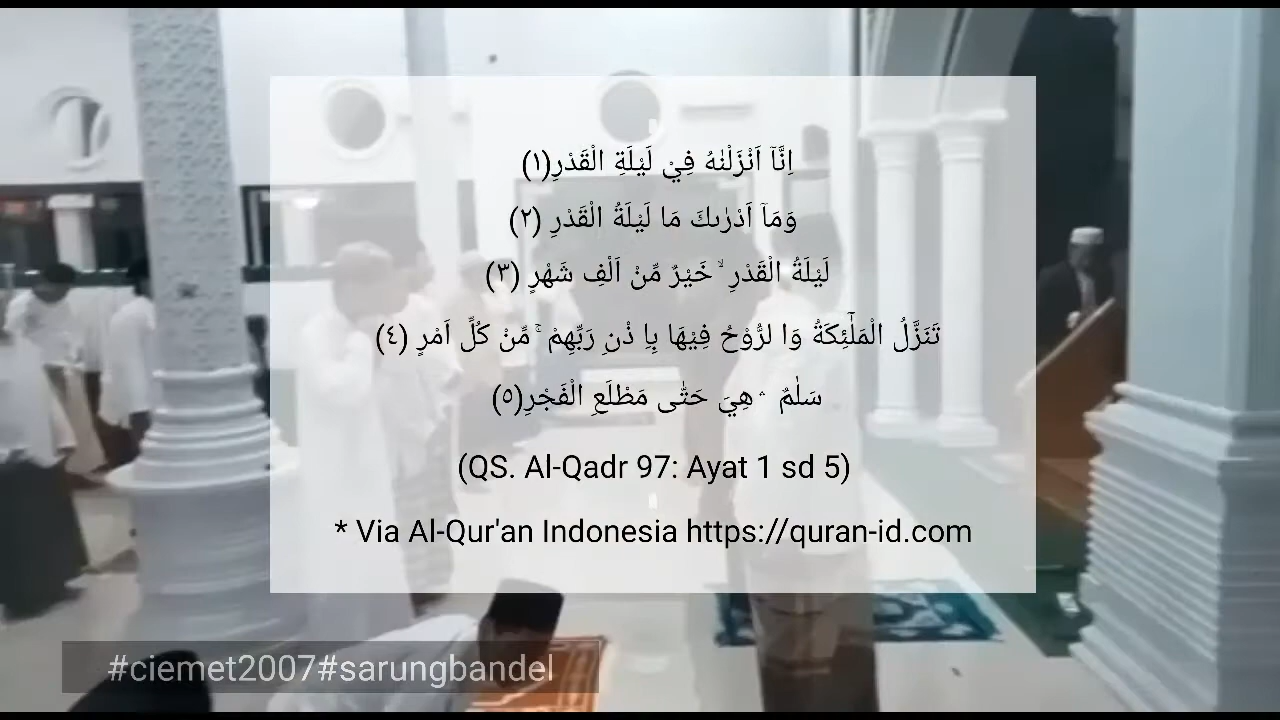 اِنَّاۤ اَنْزَلْنٰهُ فِيْ لَيْلَةِ الْقَدْرِ(١)
وَمَاۤ اَدْرٰٮكَ مَا لَيْلَةُ الْقَدْرِ (٢)
لَيْلَةُ الْقَدْرِ ۙ خَيْرٌ مِّنْ اَلْفِ شَهْرٍ (٣)
تَنَزَّلُ الْمَلٰٓئِكَةُ وَا لرُّوْحُ فِيْهَا بِاِ ذْنِ رَبِّهِمْ ۚ مِّنْ كُلِّ اَمْرٍ (٤)
سَلٰمٌ ۛ هِيَ حَتّٰى مَطْلَعِ الْفَجْرِ(٥)
(QS. Al-Qadr 97: Ayat 1 sd 5)
* Via Al-Qur'an Indonesia https://quran-id.com
#ciemet2007#sarungbandel